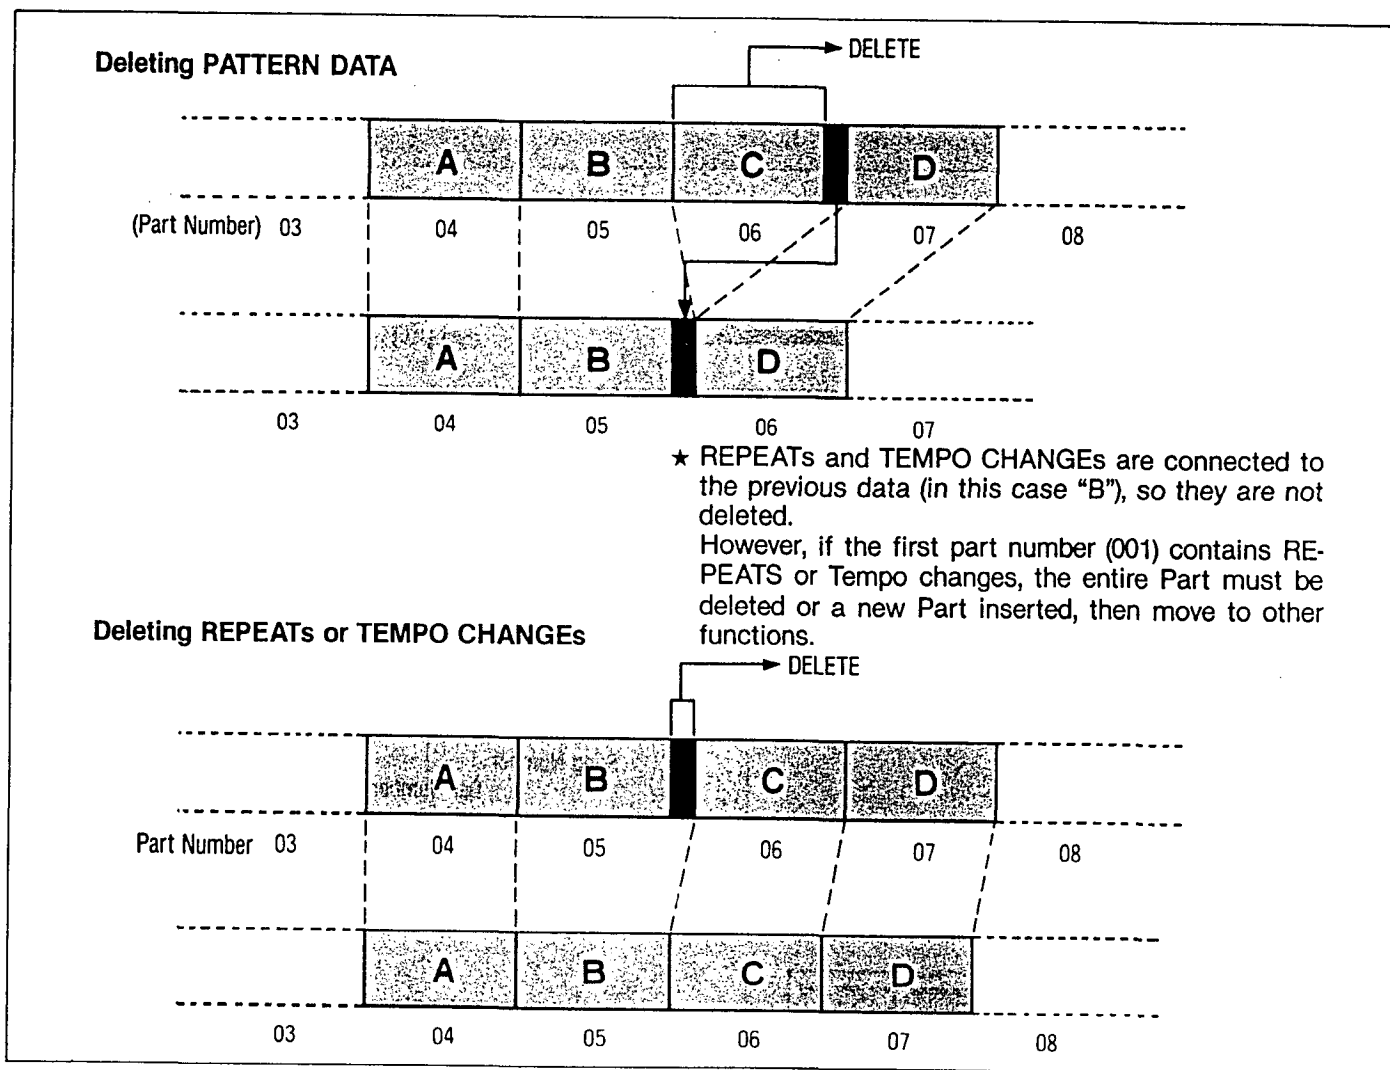 Deleting PATTERN DATA
DELETE
A B C D
(Part Number) 03 04 05 06 07 08
A B D
03 04 05 06 07
★ REPEATs and TEMPO CHANGEs are connected to
the previous data (in this case “B”), so they are not
deleted.
However, if the first part number (001) contains RE-
PEATS or Tempo changes, the entire Part must be
deleted or a new Part inserted, then move to other
functions.
Deleting REPEATs or TEMPO CHANGEs
DELETE
A B C D
Part Number 03 04 05 06 07 08
A B C D
03 04 05 06 07 08